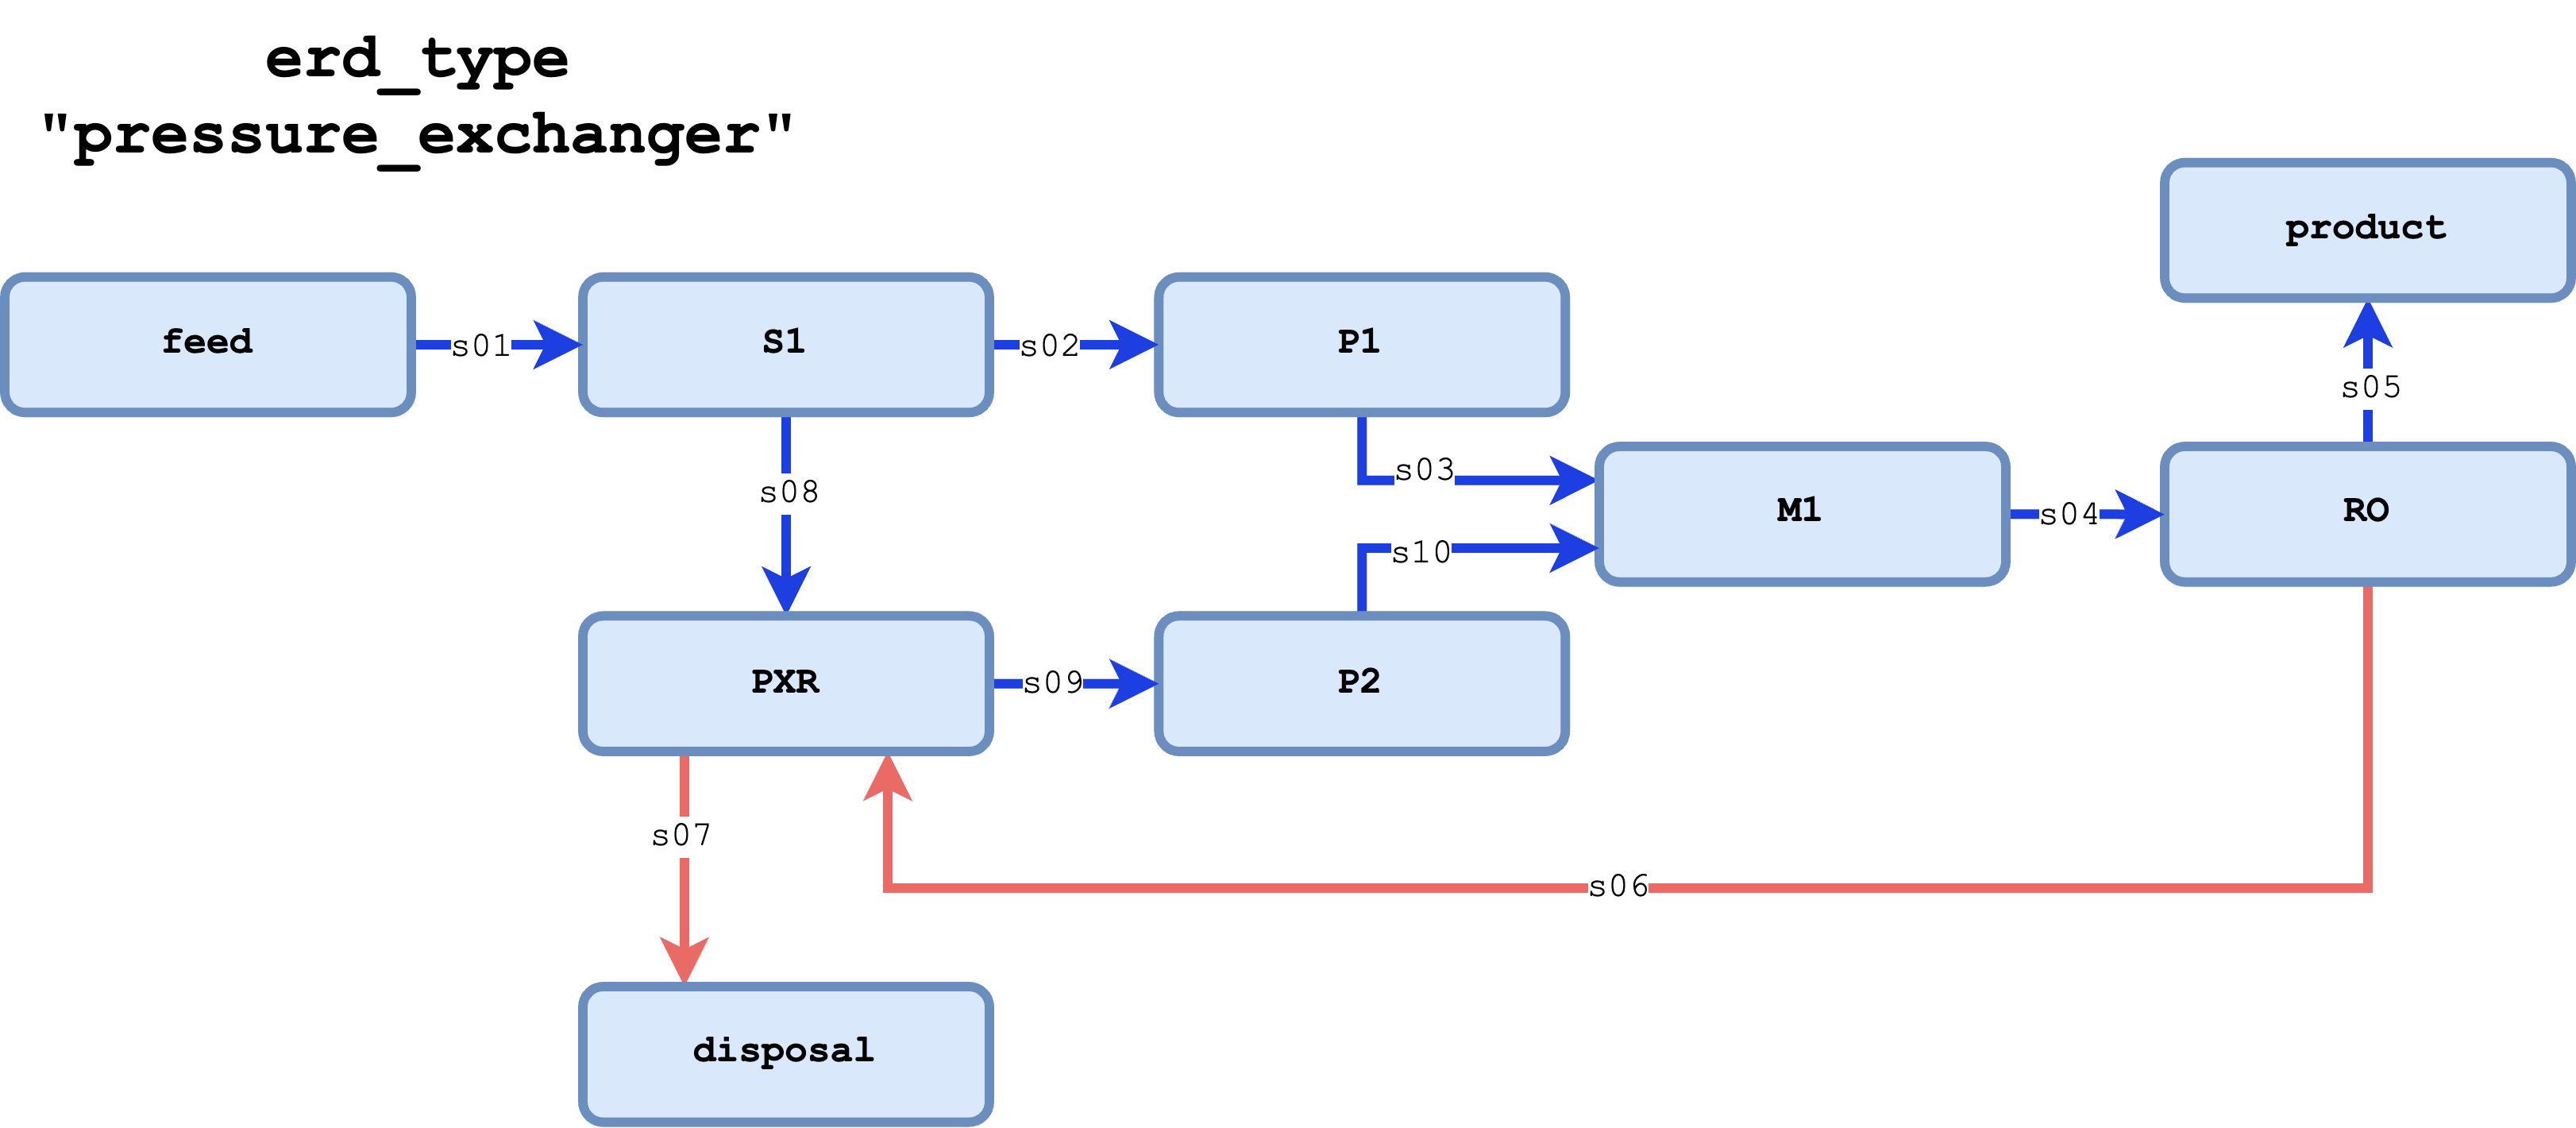 erd_type
"pressure_exchanger"
product
feed
s01
S1
s02
P1
s05
s03
s08
M1
s04
RO
s10
PXR
s09
P2
s07
s06
disposal